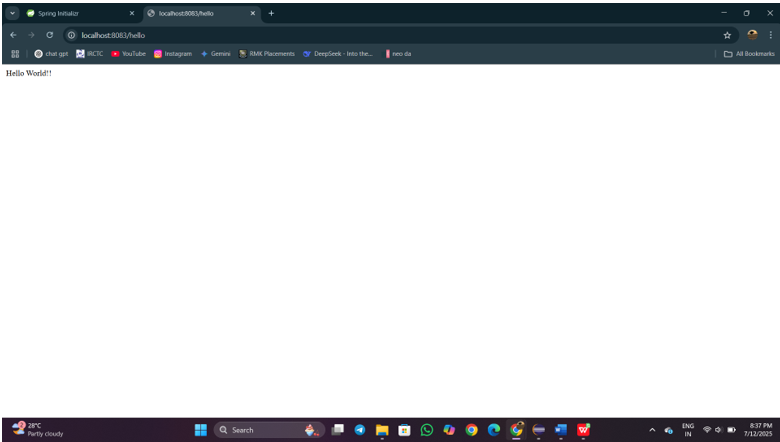 Spring Initializr
localhost:8083/hello
localhost:8083/hello
chat gpt IRCTC YouTube Instagram Gemini RMK Placements DeepSeek - Into the... neo da All Bookmarks
Hello World!!
28°C
Partly cloudy
Search
ENG
IN
8:37 PM
7/12/2025